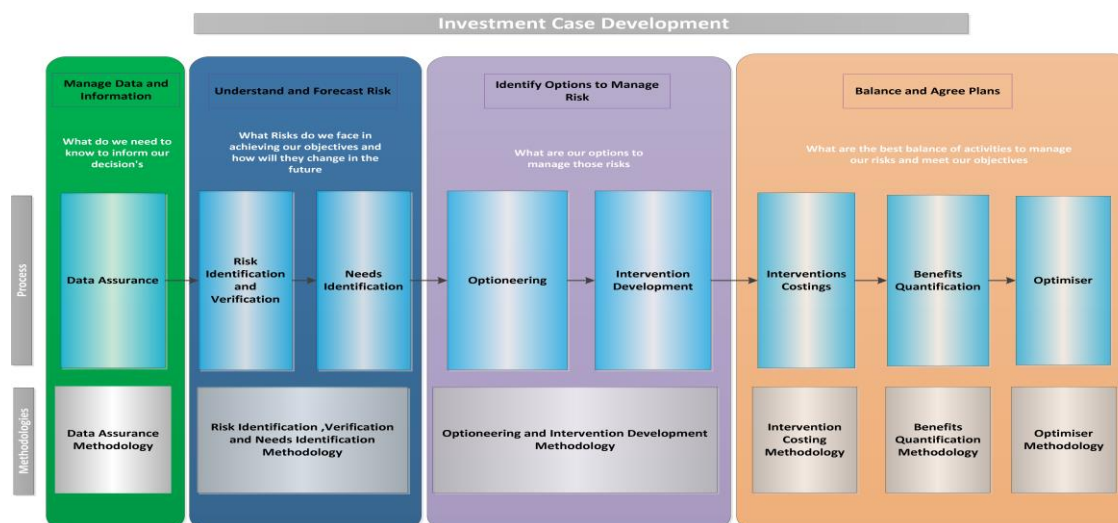 Investment Case Development
Manage Data and
Information
What do we need to
know to inform our
decision's
Understand and Forecast Risk
What Risks do we face in
achieving our objectives and
how will they change in the
future
Identify Options to Manage
Risk
What are our options to
manage those risks
Balance and Agree Plans
What are the best balance of activities to manage
our risks and meet our objectives
Process
Data Assurance
Risk
Identification
and
Verification
Needs
Identification
Optioneering
Intervention
Development
Interventions
Costings
Benefits
Quantification
Optimiser
Methodologies
Data Assurance
Methodology
Risk Identification ,Verification
and Needs Identification
Methodology
Optioneering and Intervention Development
Methodology
Intervention
Costing
Methodology
Benefits
Quantification
Methodology
Optimiser
Methodology